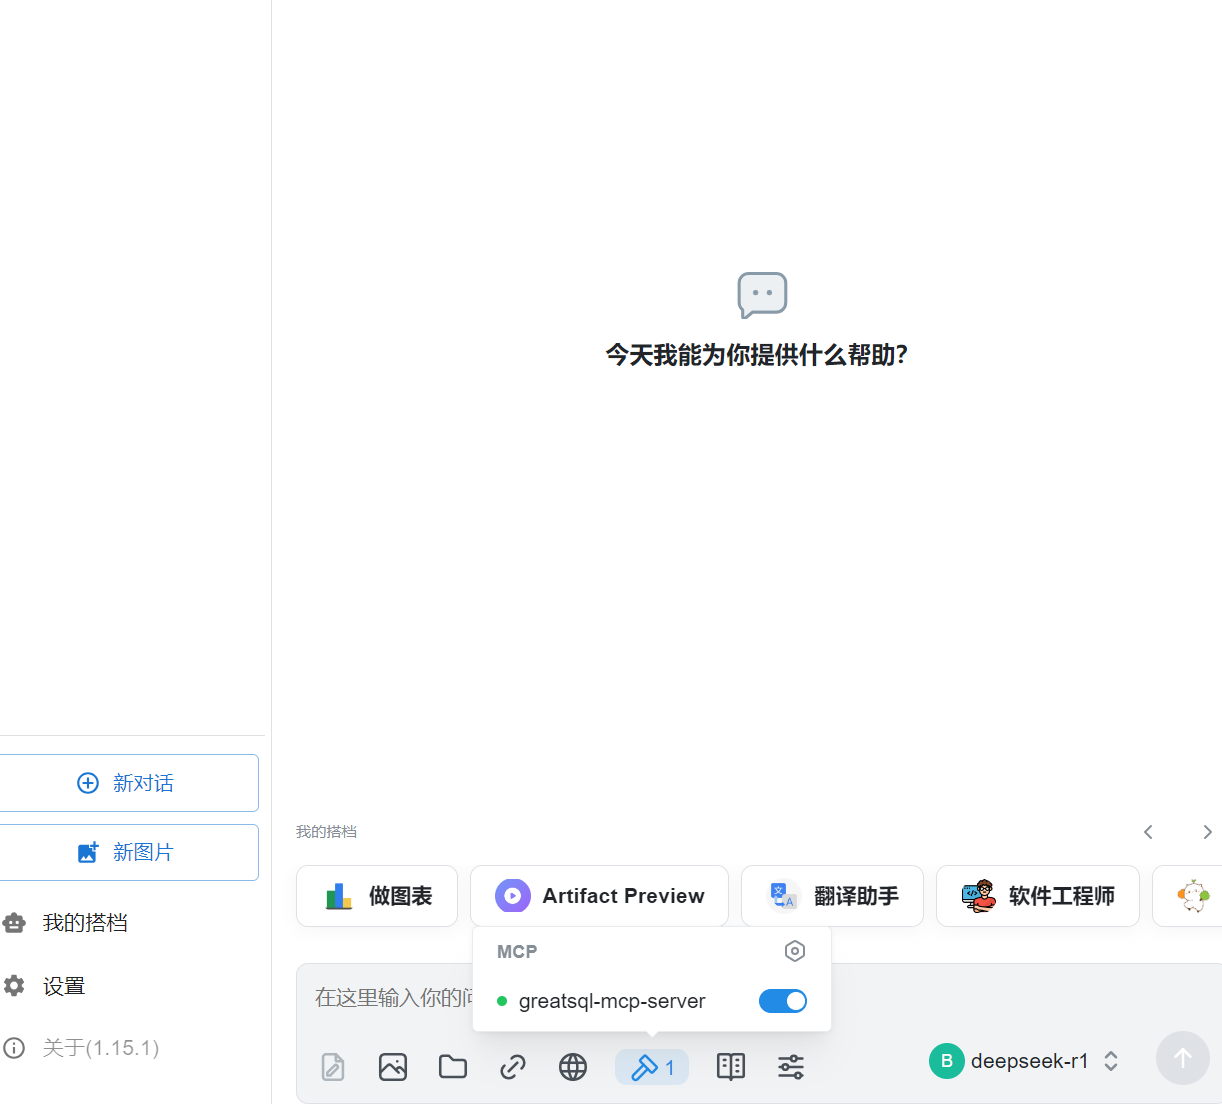 今天我能为你提供什么帮助?
新对话
新图片
我的搭档
设置
关于(1.15.1)
我的搭档
做图表
Artifact Preview
翻译助手
软件工程师
MCP
greatsql-mcp-server
在这里输入你的
1
B
deepseek-r1